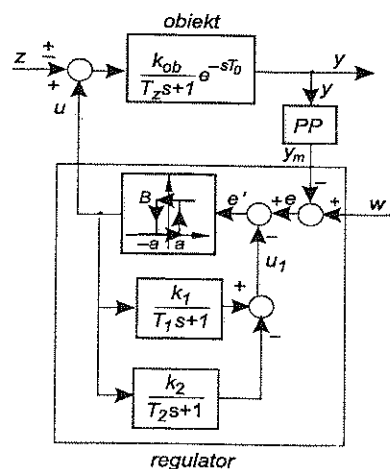 obiekt
z
±
+
k_ob
T_z s+1
e^-sT_0
y
y
u
PP
y_m
B
-a
a
e'
+
e
-
+
w
-
u_1
k_1
T_1 s+1
+
-
k_2
T_2 s+1
regulator